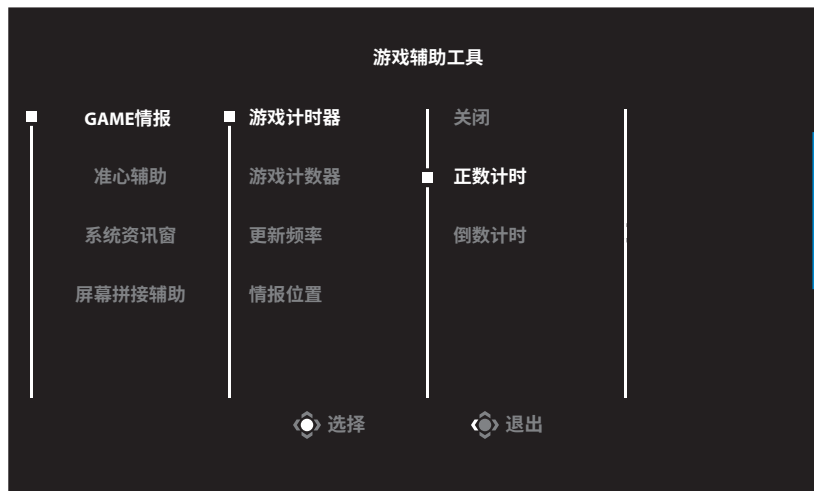 游戏辅助工具
GAME情报 游戏计时器 关闭
准心辅助 游戏计数器 正数计时
系统资讯窗 更新频率 倒数计时
屏幕拼接辅助 情报位置
选择 退出